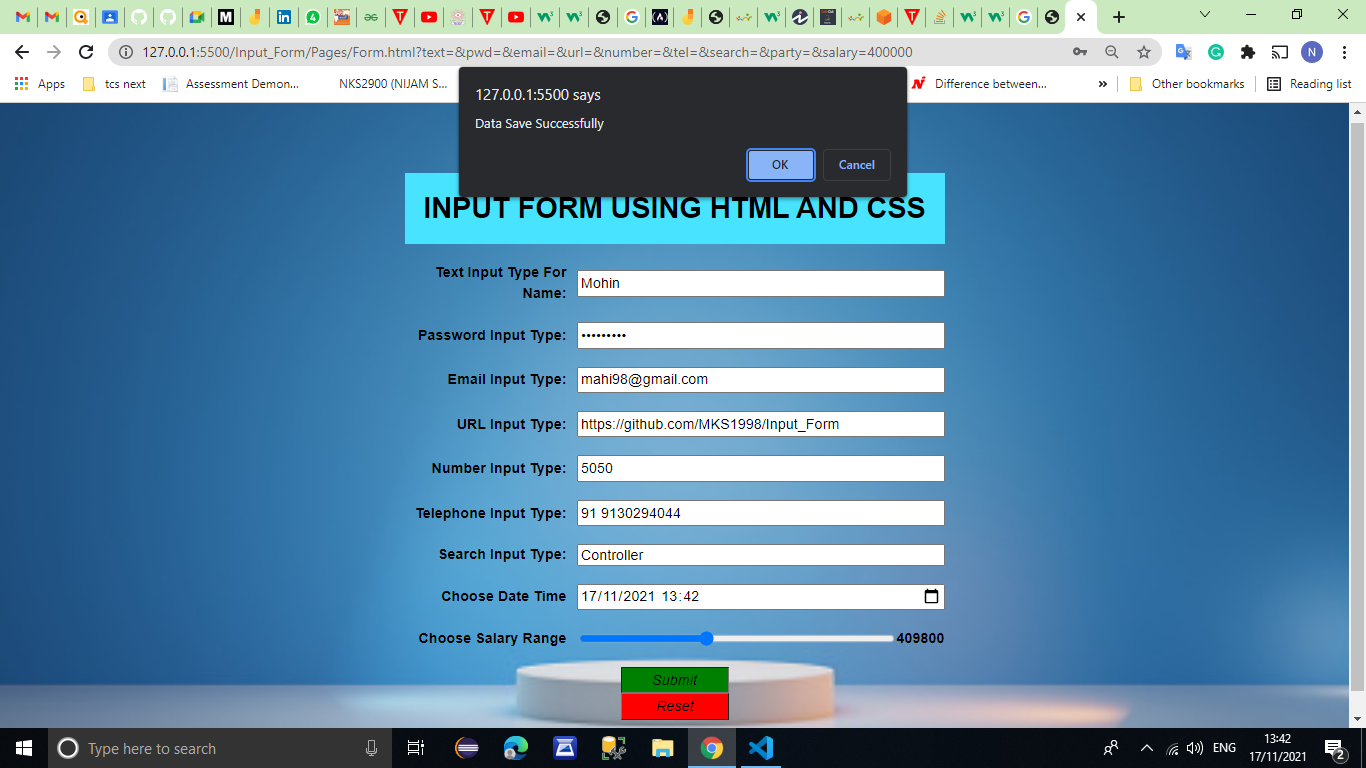 127.0.0.1:5500/Input_Form/Pages/Form.html?text=&pwd=&email=&url=&number=&tel=&search=&party=&salary=400000
N
Apps tcs next Assessment Demon... NKS2900 (NIJAM S... Difference between... » Other bookmarks Reading list
127.0.0.1:5500 says
Data Save Successfully
OK Cancel
INPUT FORM USING HTML AND CSS
Text Input Type For
Name: Mohin
Password Input Type: •••••••••
Email Input Type: mahi98@gmail.com
URL Input Type: https://github.com/MKS1998/Input_Form
Number Input Type: 5050
Telephone Input Type: 91 9130294044
Search Input Type: Controller
Choose Date Time 17/11/2021 13:42
Choose Salary Range 409800
Submit
Reset
Type here to search ENG 13:42
17/11/2021 2